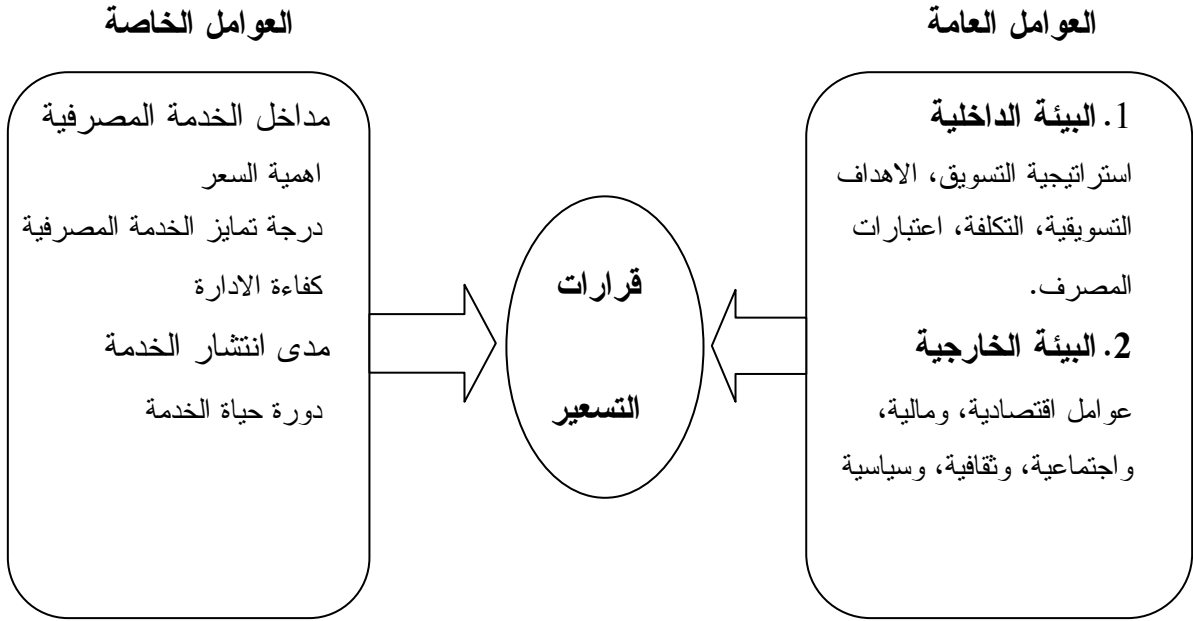 العوامل العامة
1. البيئة الداخلية
استراتيجية التسويق، الاهداف
التسويقية، التكلفة، اعتبارات
المصرف.
2. البيئة الخارجية
عوامل اقتصادية، ومالية،
واجتماعية، وثقافية، وسياسية
قرارات
التسعير
العوامل الخاصة
مداخل الخدمة المصرفية
اهمية السعر
درجة تمايز الخدمة المصرفية
كفاءة الادارة
مدى انتشار الخدمة
دورة حياة الخدمة